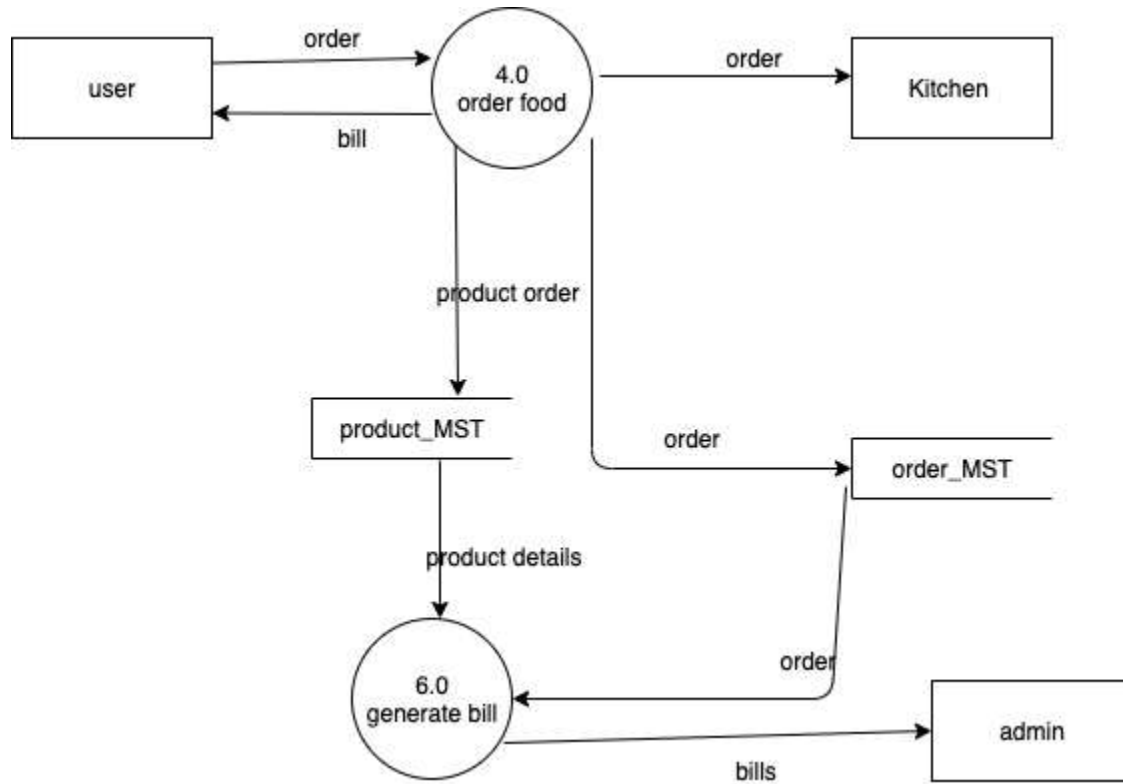 order
user
4.0
order food
order
Kitchen
bill
product order
product_MST
order
order_MST
product details
order
6.0
generate bill
admin
bills